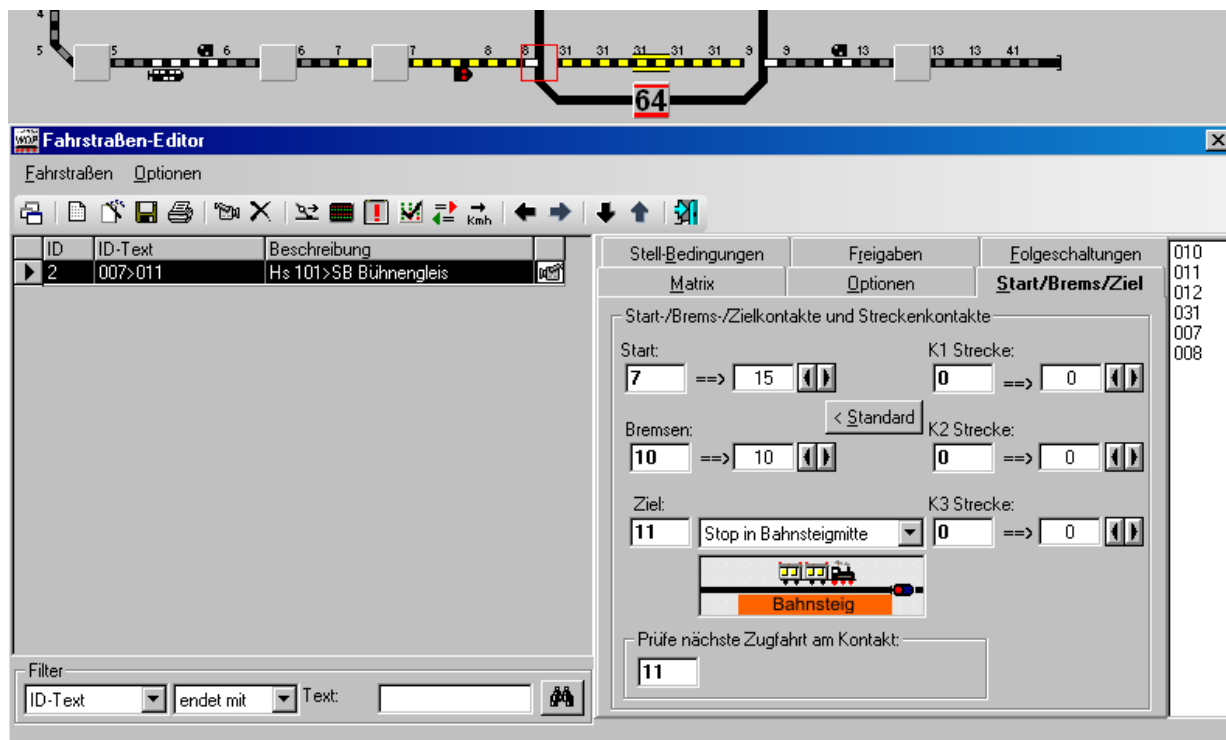 4
5 5 6 6 7 7 8 8 31 31 31 31 31 9 9 13 13 13 41
64
WDP Fahrstraßen-Editor
Fahrstraßen Optionen
Kmh
ID ID-Text Beschreibung
2 007>011 Hs 101>SB Bühnengleis
Stell-Bedingungen Freigaben Folgeschaltungen
Matrix Optionen Start/Brems/Ziel
Start-/Brems-/Zielkontakte und Streckenkontakte
Start: K1 Strecke:
7 ==> 15 0 ==> 0
< Standard
Bremsen: K2 Strecke:
10 ==> 10 0 ==> 0
Ziel: K3 Strecke:
11 Stop in Bahnsteigmitte 0 ==> 0
Bahnsteig
Prüfe nächste Zugfahrt am Kontakt:
11
010
011
012
031
007
008
Filter
ID-Text endet mit Text: